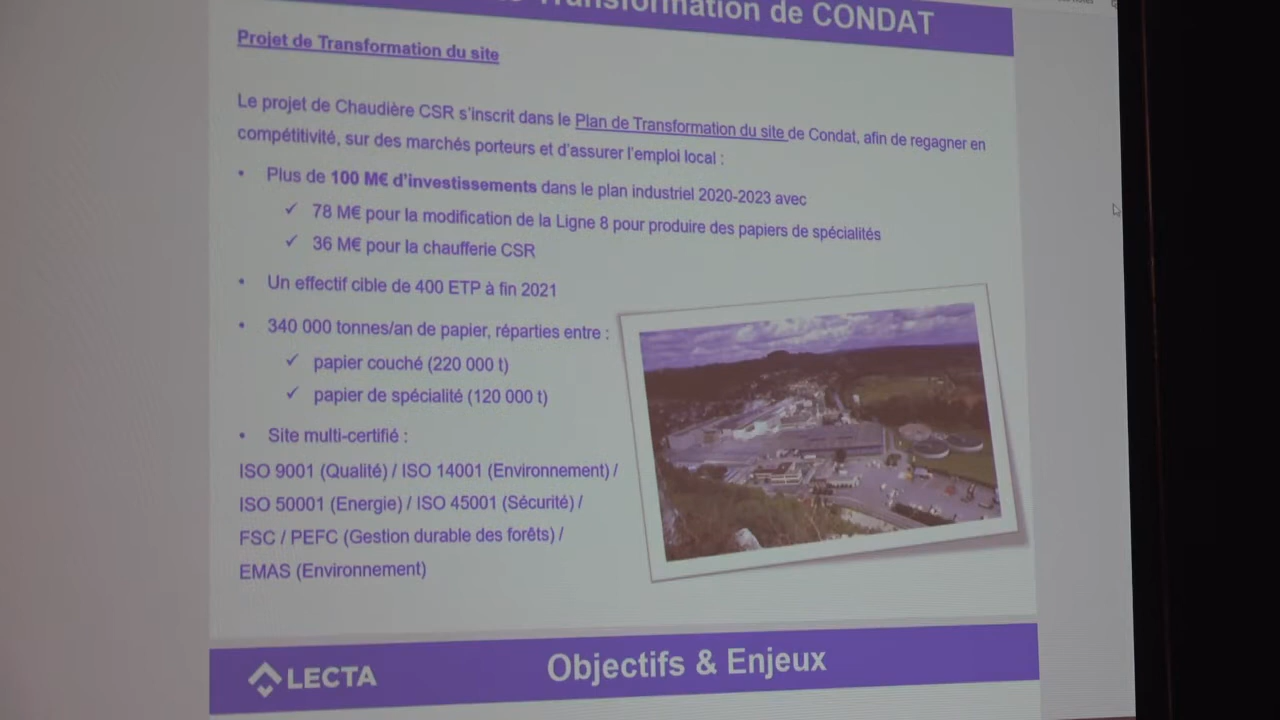 Transformation de CONDAT
Projet de Transformation du site
Le projet de Chaudière CSR s'inscrit dans le Plan de Transformation du site de Condat, afin de regagner en
compétitivité, sur des marchés porteurs et d'assurer l'emploi local :
• Plus de 100 M€ d'investissements dans le plan industriel 2020-2023 avec
✓ 78 M€ pour la modification de la Ligne 8 pour produire des papiers de spécialités
✓ 36 M€ pour la chaufferie CSR
• Un effectif cible de 400 ETP à fin 2021
• 340 000 tonnes/an de papier, réparties entre :
✓ papier couché (220 000 t)
✓ papier de spécialité (120 000 t)
• Site multi-certifié :
ISO 9001 (Qualité) / ISO 14001 (Environnement) /
ISO 50001 (Energie) / ISO 45001 (Sécurité) /
FSC / PEFC (Gestion durable des forêts) /
EMAS (Environnement)
LECTA
Objectifs & Enjeux